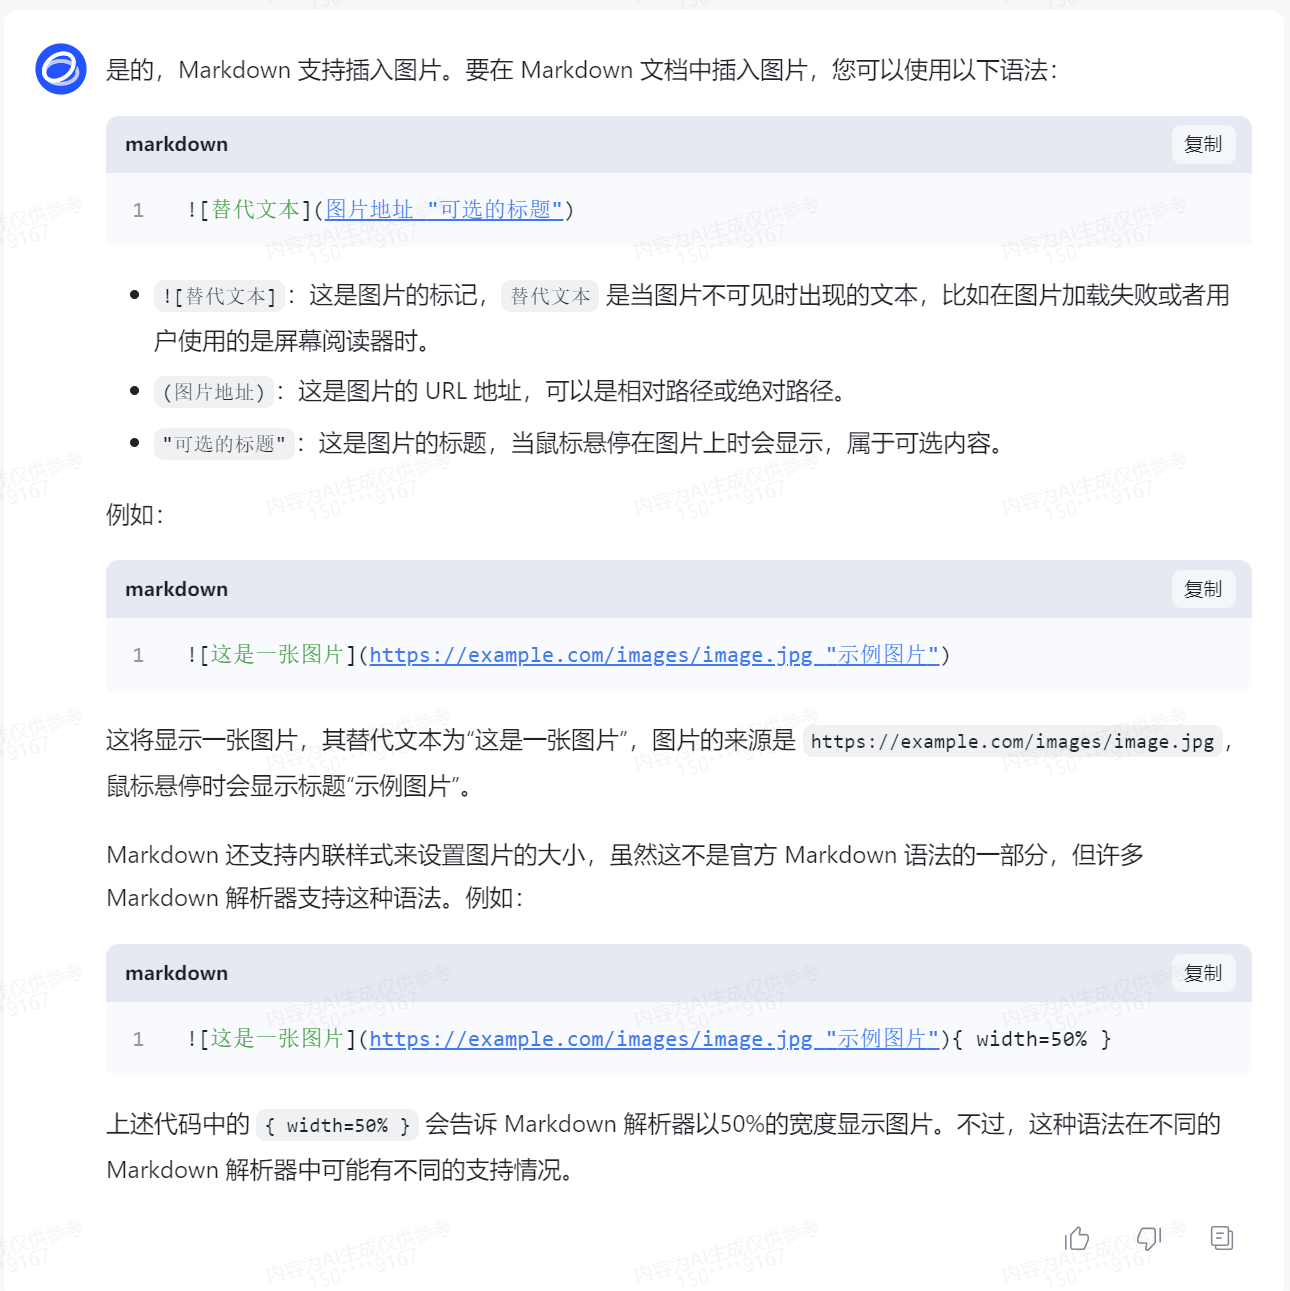 是的，Markdown 支持插入图片。要在 Markdown 文档中插入图片，您可以使用以下语法：
markdown
复制
1 ![替代文本](图片地址 "可选的标题")
![替代文本]：这是图片的标记，替代文本 是当图片不可见时出现的文本，比如在图片加载失败或者用
户使用的是屏幕阅读器时。
(图片地址)：这是图片的 URL 地址，可以是相对路径或绝对路径。
"可选的标题"：这是图片的标题，当鼠标悬停在图片上时会显示，属于可选内容。
例如：
markdown
复制
1 ![这是一张图片](https://example.com/images/image.jpg "示例图片")
这将显示一张图片，其替代文本为“这是一张图片”，图片的来源是 https://example.com/images/image.jpg，
鼠标悬停时会显示标题“示例图片”。
Markdown 还支持内联样式来设置图片的大小，虽然这不是官方 Markdown 语法的一部分，但许多
Markdown 解析器支持这种语法。例如：
markdown
复制
1 ![这是一张图片](https://example.com/images/image.jpg "示例图片"){ width=50% }
上述代码中的 { width=50% } 会告诉 Markdown 解析器以50%的宽度显示图片。不过，这种语法在不同的
Markdown 解析器中可能有不同的支持情况。
内容为AI生成仅供参考
150****9167